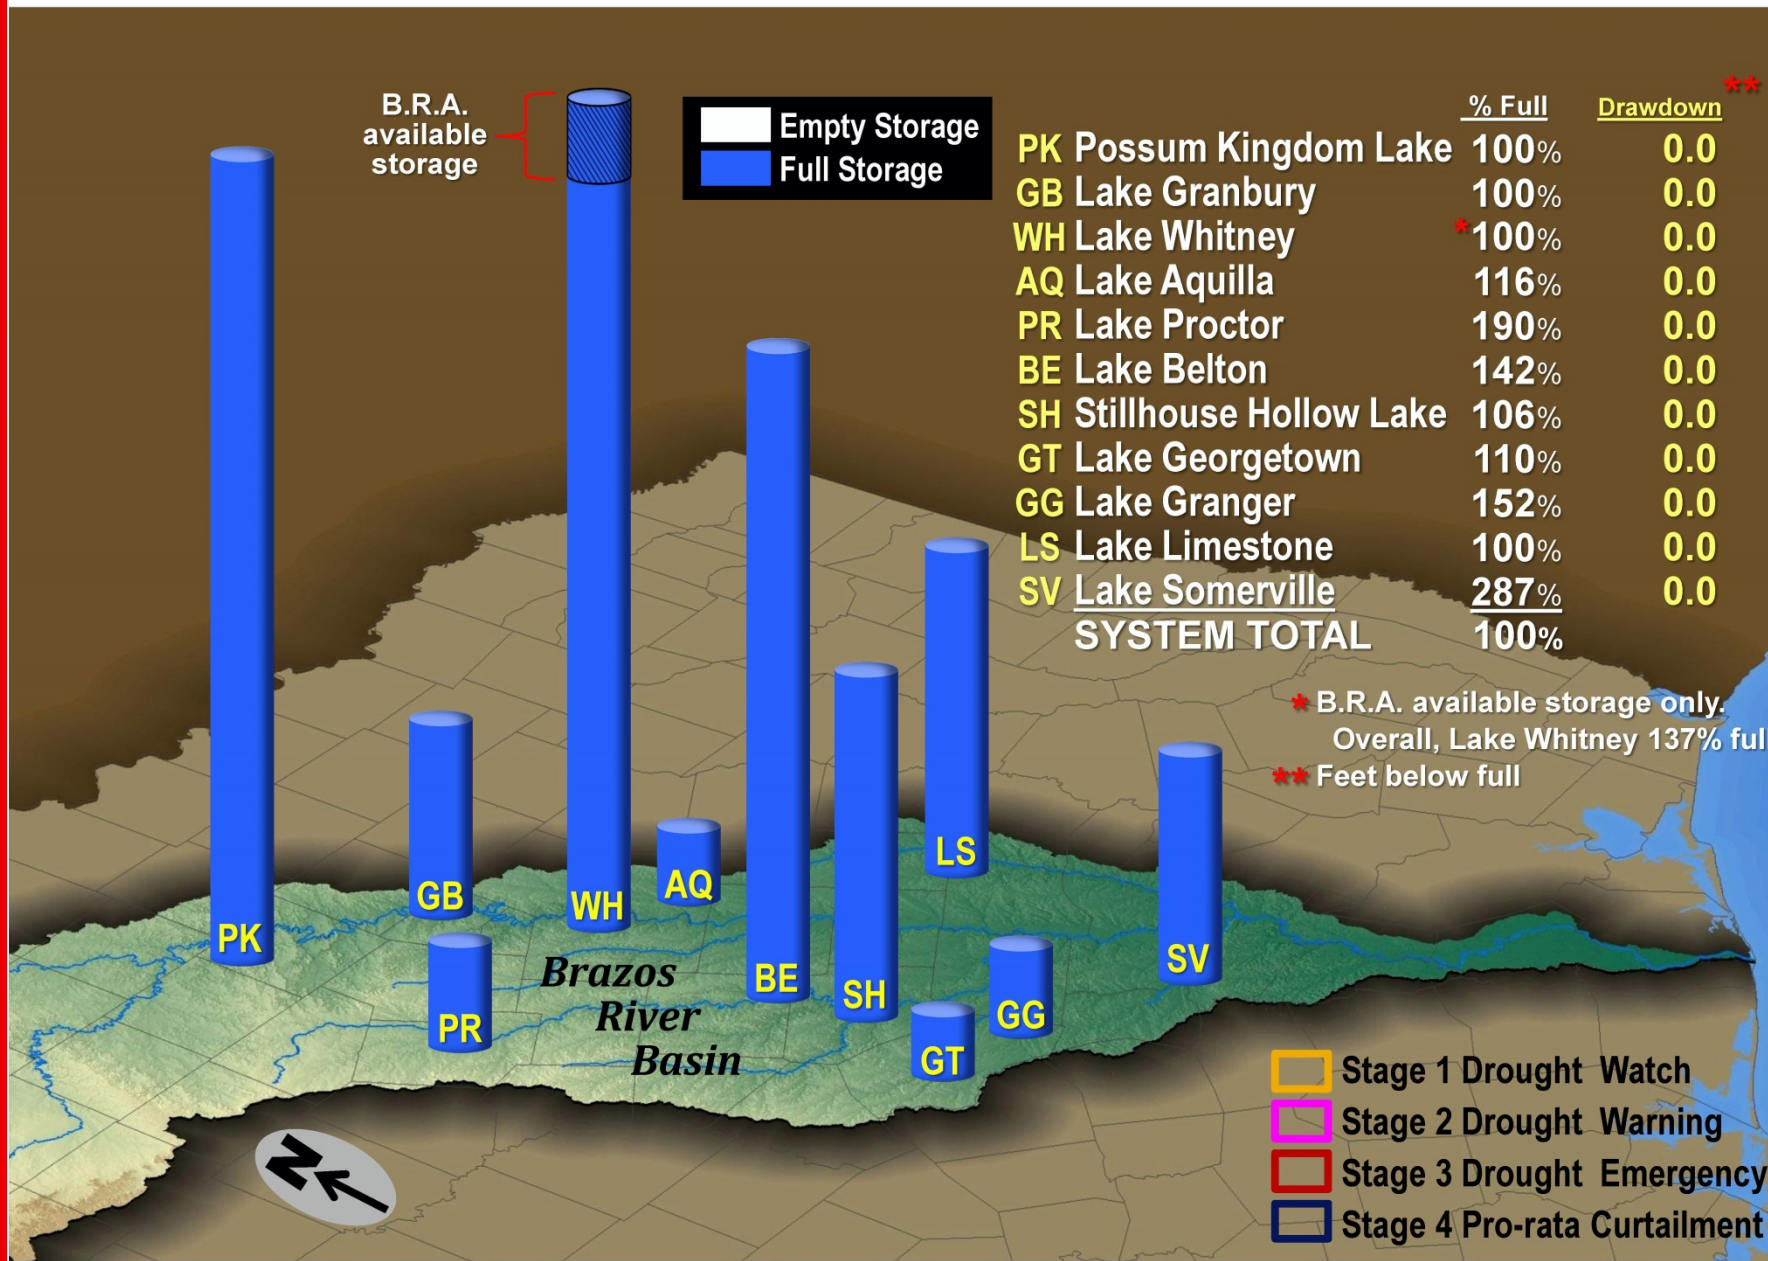 B.R.A.
available
storage
Empty Storage
Full Storage
% Full Drawdown **
PK Possum Kingdom Lake 100% 0.0
GB Lake Granbury 100% 0.0
WH Lake Whitney *100% 0.0
AQ Lake Aquilla 116% 0.0
PR Lake Proctor 190% 0.0
BE Lake Belton 142% 0.0
SH Stillhouse Hollow Lake 106% 0.0
GT Lake Georgetown 110% 0.0
GG Lake Granger 152% 0.0
LS Lake Limestone 100% 0.0
SV Lake Somerville 287% 0.0
SYSTEM TOTAL 100%
* B.R.A. available storage only.
Overall, Lake Whitney 137% ful
** Feet below full
LS
AQ
GB
WH
PK
SV
BE
SH
GG
PR
GT
Brazos
River
Basin
N
Stage 1 Drought Watch
Stage 2 Drought Warning
Stage 3 Drought Emergency
Stage 4 Pro-rata Curtailment